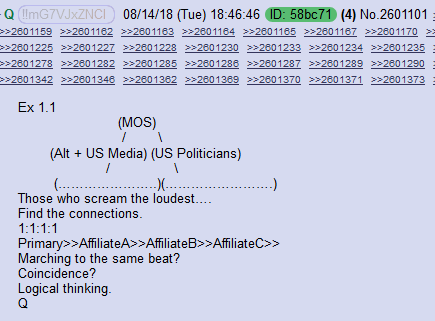 Q !!mG7VJxZNCI 08/14/18 (Tue) 18:46:46 ID: 58bc71 (4) No.2601101
>>2601159 >>2601162 >>2601163 >>2601164 >>2601165 >>2601167 >>2601170
>>2601225 >>2601227 >>2601228 >>2601230 >>2601233 >>2601234 >>2601235
>>2601278 >>2601282 >>2601285 >>2601286 >>2601287 >>2601289 >>2601290
>>2601342 >>2601346 >>2601362 >>2601369 >>2601370 >>2601371 >>2601373
Ex 1.1
(MOS)
/ \
(Alt + US Media) (US Politicians)
/ \
(......................)(........................)
Those who scream the loudest….
Find the connections.
1:1:1:1
Primary>>AffiliateA>>AffiliateB>>AffiliateC>>
Marching to the same beat?
Coincidence?
Logical thinking.
Q